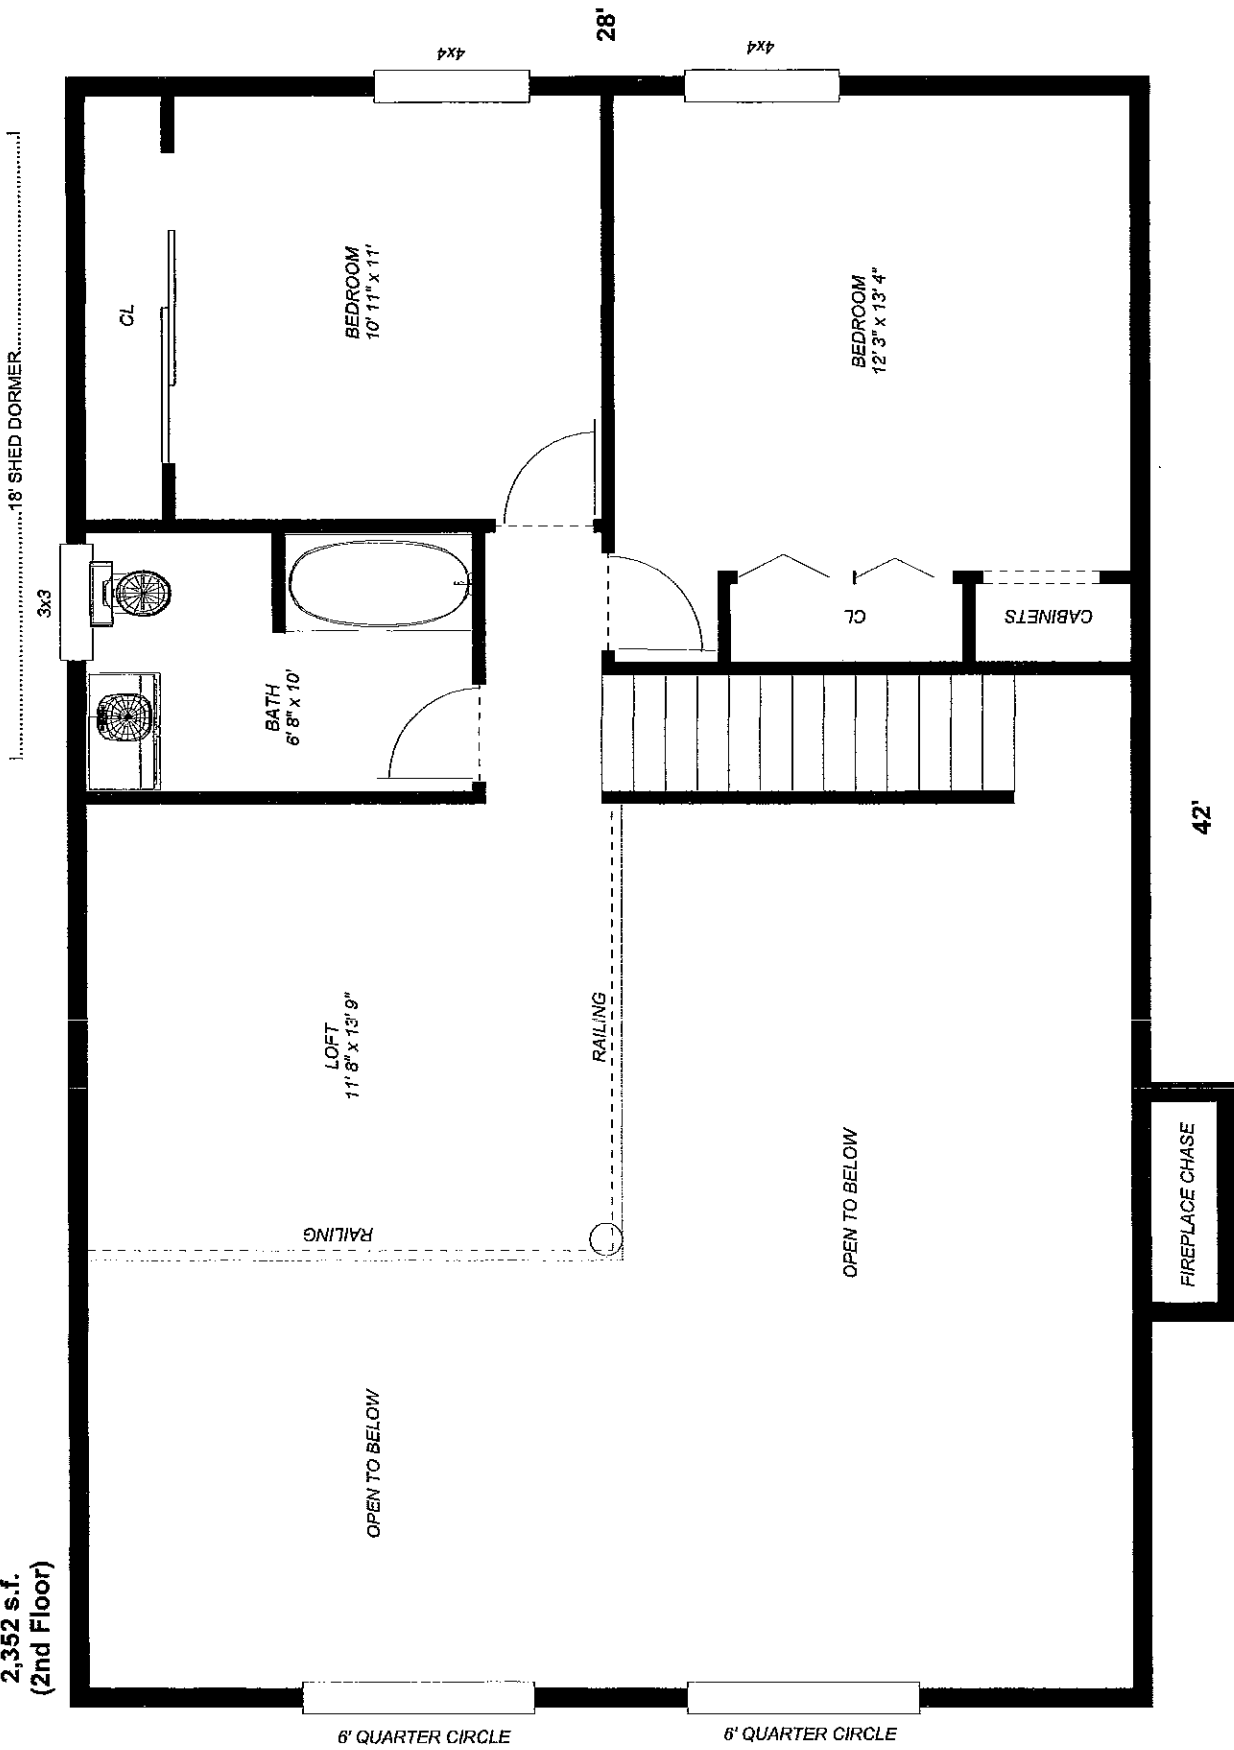 2,352 s.f.
(2nd Floor)
18' SHED DORMER
3x3
28'
4x4
4x4
CL
BEDROOM
10' 11" x 11'
BEDROOM
12' 3" x 13' 4"
BATH
6' 8" x 10'
CL
CABINETS
LOFT
11' 8" x 13' 9"
RAILING
RAILING
OPEN TO BELOW
OPEN TO BELOW
42'
FIREPLACE CHASE
6' QUARTER CIRCLE
6' QUARTER CIRCLE